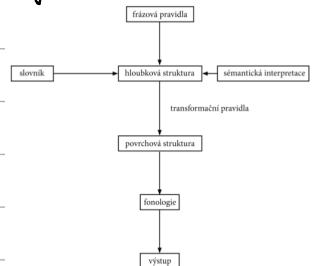 frázová pravidla
slovník
hloubková struktura
sémantická interpretace
transformační pravidla
povrchová struktura
fonologie
výstup